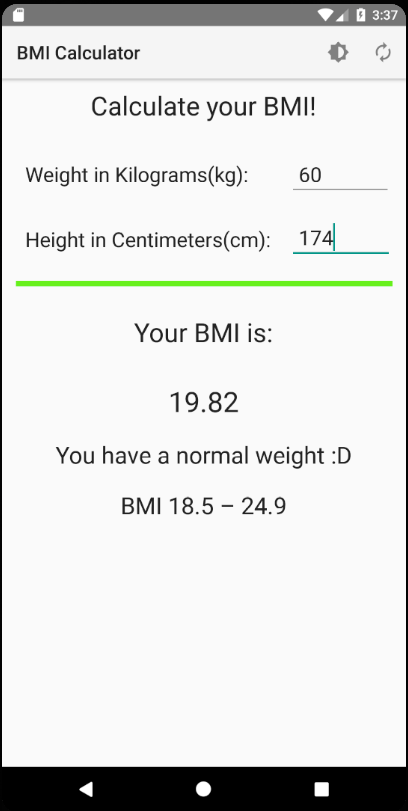 3:37
BMI Calculator
Calculate your BMI!
Weight in Kilograms(kg): 60
Height in Centimeters(cm): 174
Your BMI is:
19.82
You have a normal weight :D
BMI 18.5 – 24.9